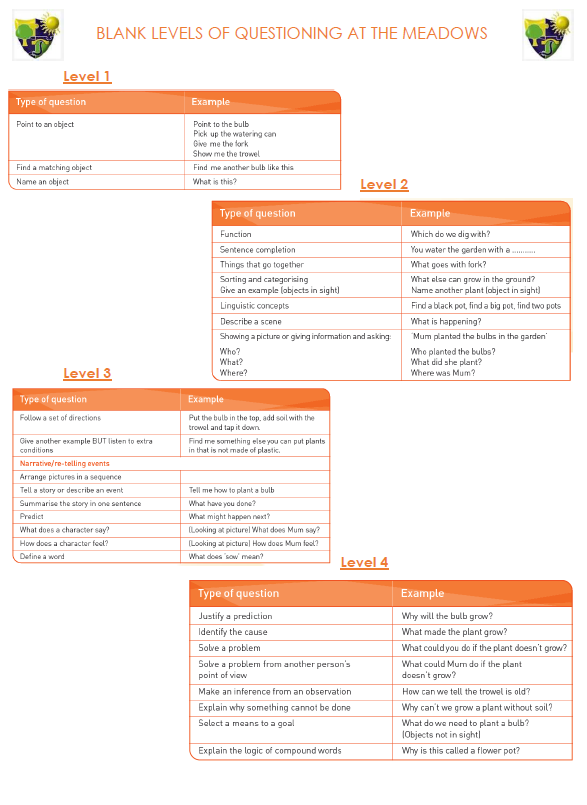 BLANK LEVELS OF QUESTIONING AT THE MEADOWS
Level 1
Type of question Example
Point to an object Point to the bulb
Pick up the watering can
Give me the fork
Show me the trowel
Find a matching object Find me another bulb like this
Name an object What is this?
Level 2
Type of question Example
Function Which do we dig with?
Sentence completion You water the garden with a ...........
Things that go together What goes with fork?
Sorting and categorising What else can grow in the ground?
Give an example (objects in sight) Name another plant (object in sight)
Linguistic concepts Find a black pot, find a big pot, find two pots
Describe a scene What is happening?
Showing a picture or giving information and asking: 'Mum planted the bulbs in the garden'
Who? Who planted the bulbs?
What? What did she plant?
Where? Where was Mum?
Level 3
Type of question Example
Follow a set of directions Put the bulb in the top, add soil with the
trowel and tap it down.
Give another example BUT listen to extra Find me something else you can put plants
conditions in that is not made of plastic.
Narrative/re-telling events
Arrange pictures in a sequence
Tell a story or describe an event Tell me how to plant a bulb
Summarise the story in one sentence What have you done?
Predict What might happen next?
What does a character say? (Looking at picture) What does Mum say?
How does a character feel? (Looking at picture) How does Mum feel?
Define a word What does 'sow' mean?
Level 4
Type of question Example
Justify a prediction Why will the bulb grow?
Identify the cause What made the plant grow?
Solve a problem What could you do if the plant doesn't grow?
Solve a problem from another person's What could Mum do if the plant
point of view doesn't grow?
Make an inference from an observation How can we tell the trowel is old?
Explain why something cannot be done Why can't we grow a plant without soil?
Select a means to a goal What do we need to plant a bulb?
(Objects not in sight)
Explain the logic of compound words Why is this called a flower pot?